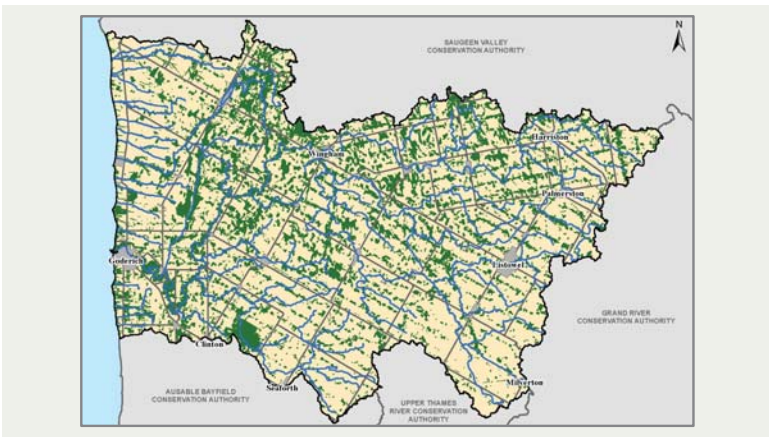 N
SAUGEEN VALLEY
CONSERVATION AUTHORITY
Harriston
Wingham
Palmerston
Goderich
Listowel
GRAND RIVER
CONSERVATION AUTHORITY
Clinton
Seaforth
Milverton
AUSABLE BAYFIELD
CONSERVATION AUTHORITY
UPPER THAMES
RIVER CONSERVATION
AUTHORITY